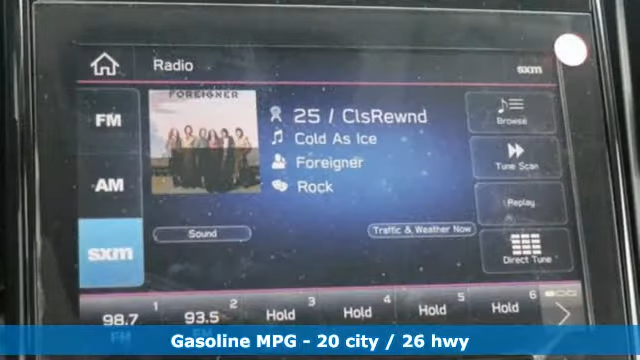 Radio
sxm
FM
AM
sxm
FOREIGNER
25 / ClsRewnd
Cold As Ice
Foreigner
Rock
Browse
Tune Scan
Replay
Direct Tune
Sound
Traffic & Weather Now
1
98.7
FM
2
93.5
FM
3
Hold
4
Hold
5
Hold
6
Hold
Gasoline MPG - 20 city / 26 hwy